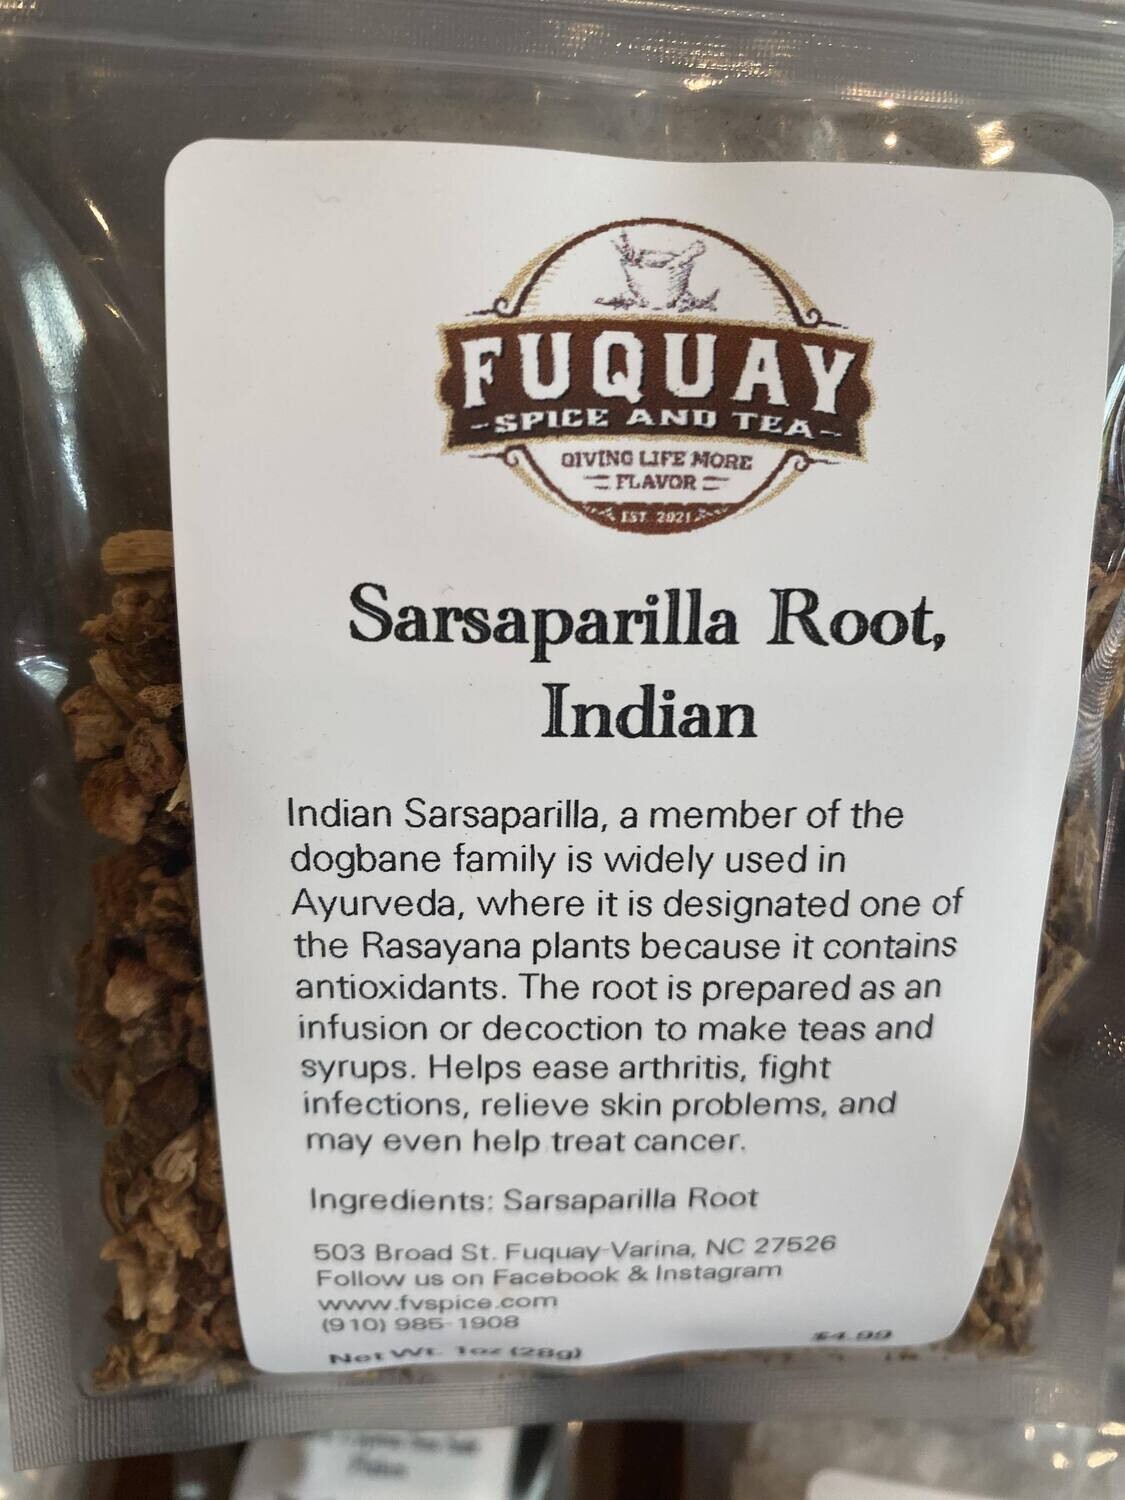 FUQUAY
-SPICE AND TEA-
GIVING LIFE MORE
FLAVOR
EST. 2021
Sarsaparilla Root,
Indian
Indian Sarsaparilla, a member of the
dogbane family is widely used in
Ayurveda, where it is designated one of
the Rasayana plants because it contains
antioxidants. The root is prepared as an
infusion or decoction to make teas and
syrups. Helps ease arthritis, fight
infections, relieve skin problems, and
may even help treat cancer.
Ingredients: Sarsaparilla Root
503 Broad St. Fuquay-Varina, NC 27526
Follow us on Facebook & Instagram
www.fvspice.com
(910) 985-1908
$4.99
Net Wt. 1oz (28g)